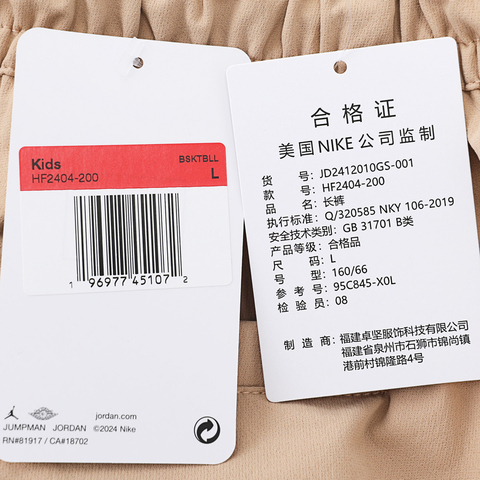 Kids
BSKTBLL
HF2404-200
L
1 96977 45107 2
jordan.com
JUMPMAN JORDAN
©2024 Nike
RN#81917 / CA#18702
合格证
美国NIKE公司监制
货号：JD2412010GS-001
款号：HF2404-200
品名：长裤
执行标准：Q/320585 NKY 106-2019
安全技术类别：GB 31701 B类
产品等级：合格品
尺码：L
号型：160/66
参考号：95C845-X0L
检验员：08
制造商：福建卓坚服饰科技有限公司
福建省泉州市石狮市锦尚镇
港前村锦隆路4号